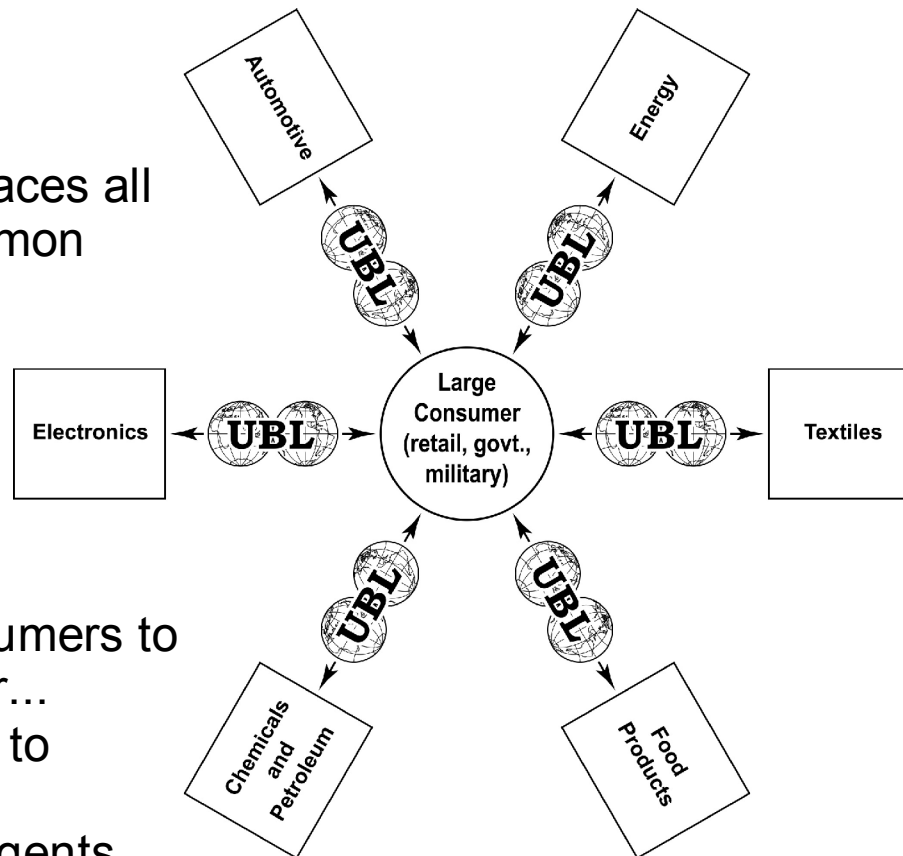 Automotive
Energy
aces all
mon
UBL
UBL
Electronics
UBL
Large
Consumer
(retail, govt.,
military)
UBL
Textiles
UBL
UBL
umers to
r...
to
Chemicals
and
Petroleum
Food
Products
gents